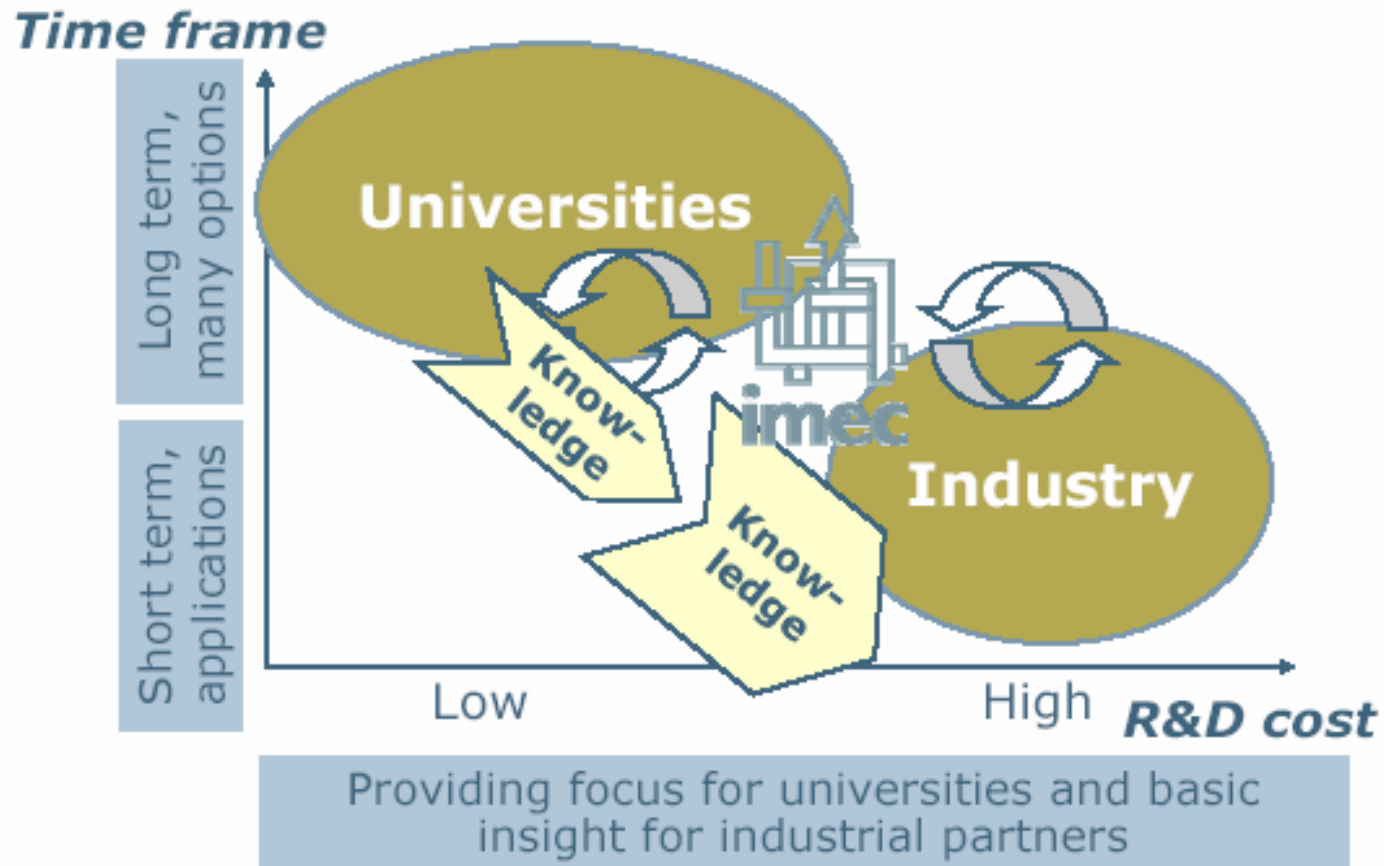 Time frame
Long term,
many options
Short term,
applications
Universities
Know-
ledge
imec
Know-
ledge
Industry
Low
High
R&D cost
Providing focus for universities and basic
insight for industrial partners